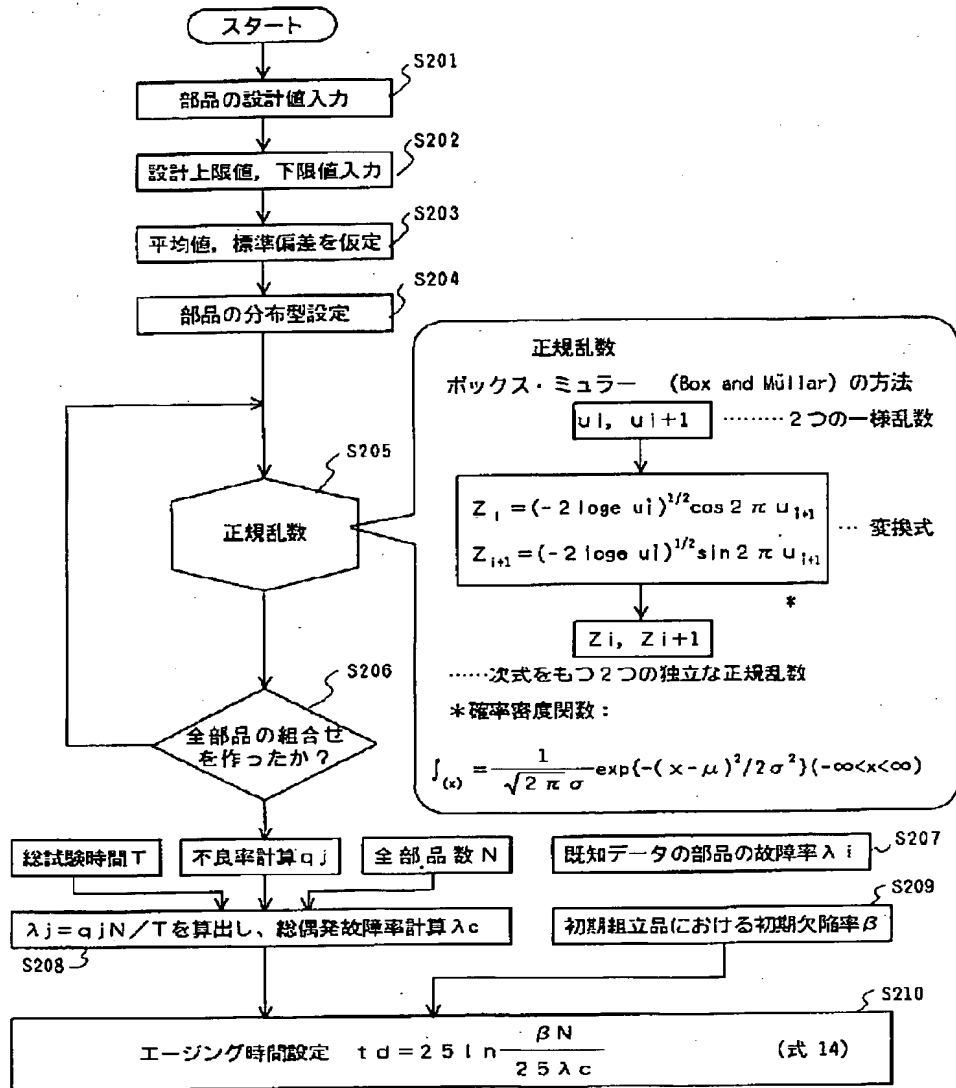 スタート
S201
部品の設計値入力
S202
設計上限値，下限値入力
S203
平均値，標準偏差を仮定
S204
部品の分布型設定
正規乱数
ボックス・ミュラー (Box and Müllar) の方法
ui, ui+1 ………２つの一様乱数
S205
正規乱数
Z_i = (-2 loge ui)^{1/2} cos 2 π u_{i+1}
… 変換式
Z_{i+1} = (-2 loge ui)^{1/2} sin 2 π u_{i+1}
*
Zi, Zi+1
……次式をもつ２つの独立な正規乱数
*確率密度関数：
∫_{(x)} = 1/(√2π σ) exp{-(x-μ)^2/2σ^2}(-∞<x<∞)
S206
全部品の組合せ
を作ったか？
総試験時間T
不良率計算qj
全部品数N
S207
既知データの部品の故障率λi
λj=qjN／Tを算出し、総偶発故障率計算λc
S208
S209
初期組立品における初期欠陥率β
S210
エージング時間設定 td=25ln βN/25λc (式 14)